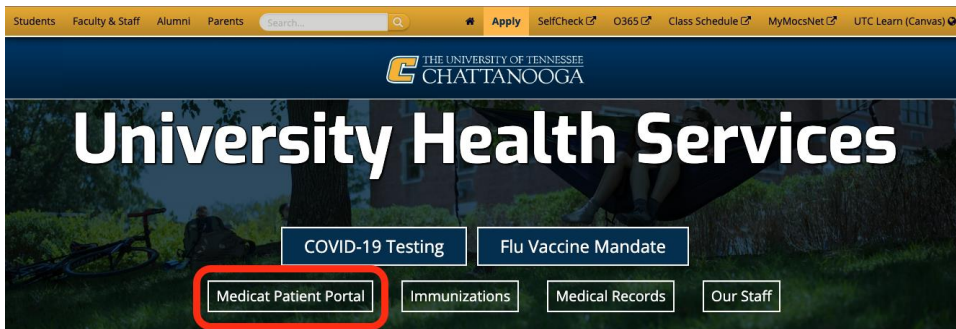 Students Faculty & Staff Alumni Parents Search... Apply SelfCheck O365 Class Schedule MyMocsNet UTC Learn (Canvas)
THE UNIVERSITY OF TENNESSEE
CHATTANOOGA
University Health Services
COVID-19 Testing Flu Vaccine Mandate
Medicat Patient Portal Immunizations Medical Records Our Staff